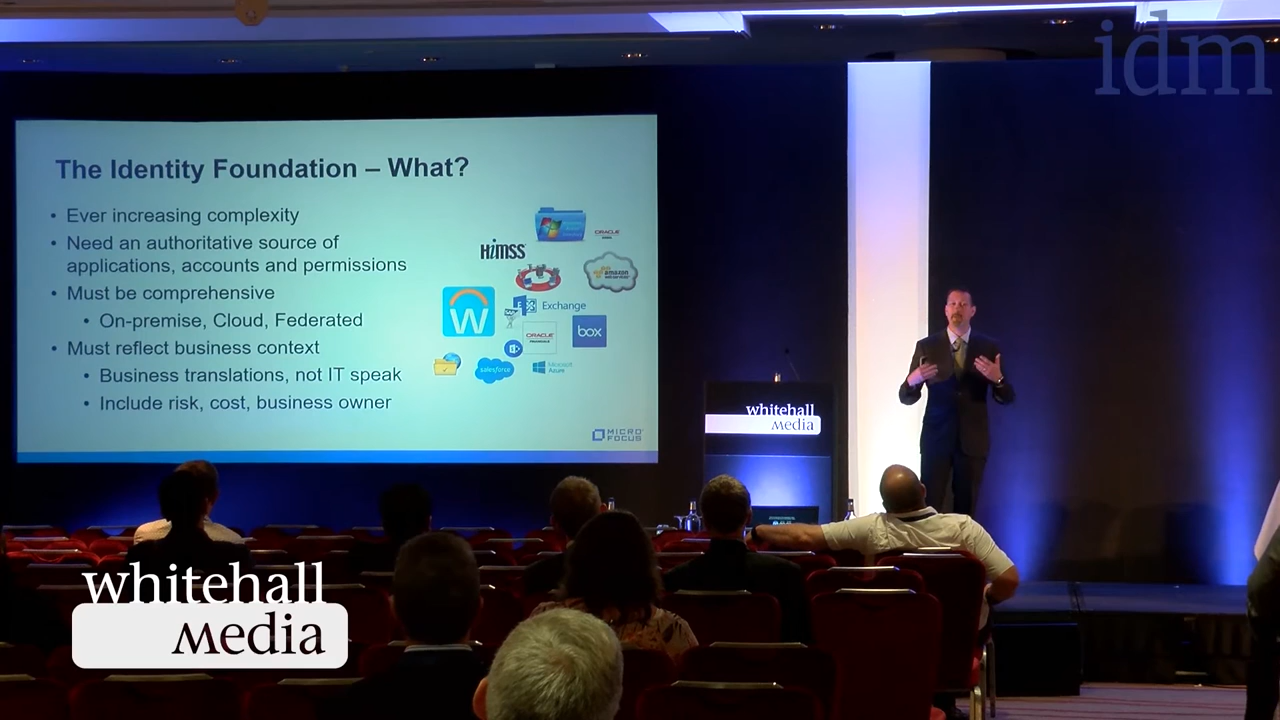 idm
The Identity Foundation – What?
• Ever increasing complexity
• Need an authoritative source of
applications, accounts and permissions
• Must be comprehensive
• On-premise, Cloud, Federated
• Must reflect business context
• Business translations, not IT speak
• Include risk, cost, business owner
HIMSS
ORACLE
amazon
W
Exchange
ORACLE
box
salesforce
Microsoft
Azure
MICRO
FOCUS
whitehall
media
whitehall
media